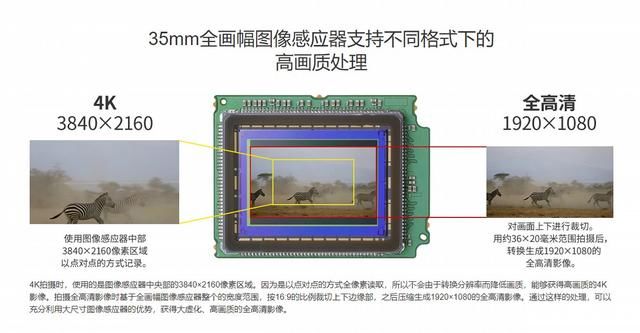 35mm全画幅图像感应器支持不同格式下的
高画质处理
4K
3840×2160
全高清
1920×1080
使用图像感应器中部
3840×2160像素区域
以点对点的方式记录。
对画面上下进行裁切。
用约36×20毫米范围拍摄后，
转换生成1920×1080的
全高清影像。
4K拍摄时，使用的是图像感应器中央部的3840×2160像素区域。因为是以点对点的方式全像素读取，所以不会由于转换分辨率而降低画质，能够获得高画质的4K
影像。拍摄全高清影像时基于全画幅图像感应器整个的宽度范围，按16:9的比例裁切上下边缘部，之后压缩生成1920×1080的全高清影像。通过这样的处理，可以
充分利用大尺寸图像感应器的优势，获得大虚化、高画质的全高清影像。